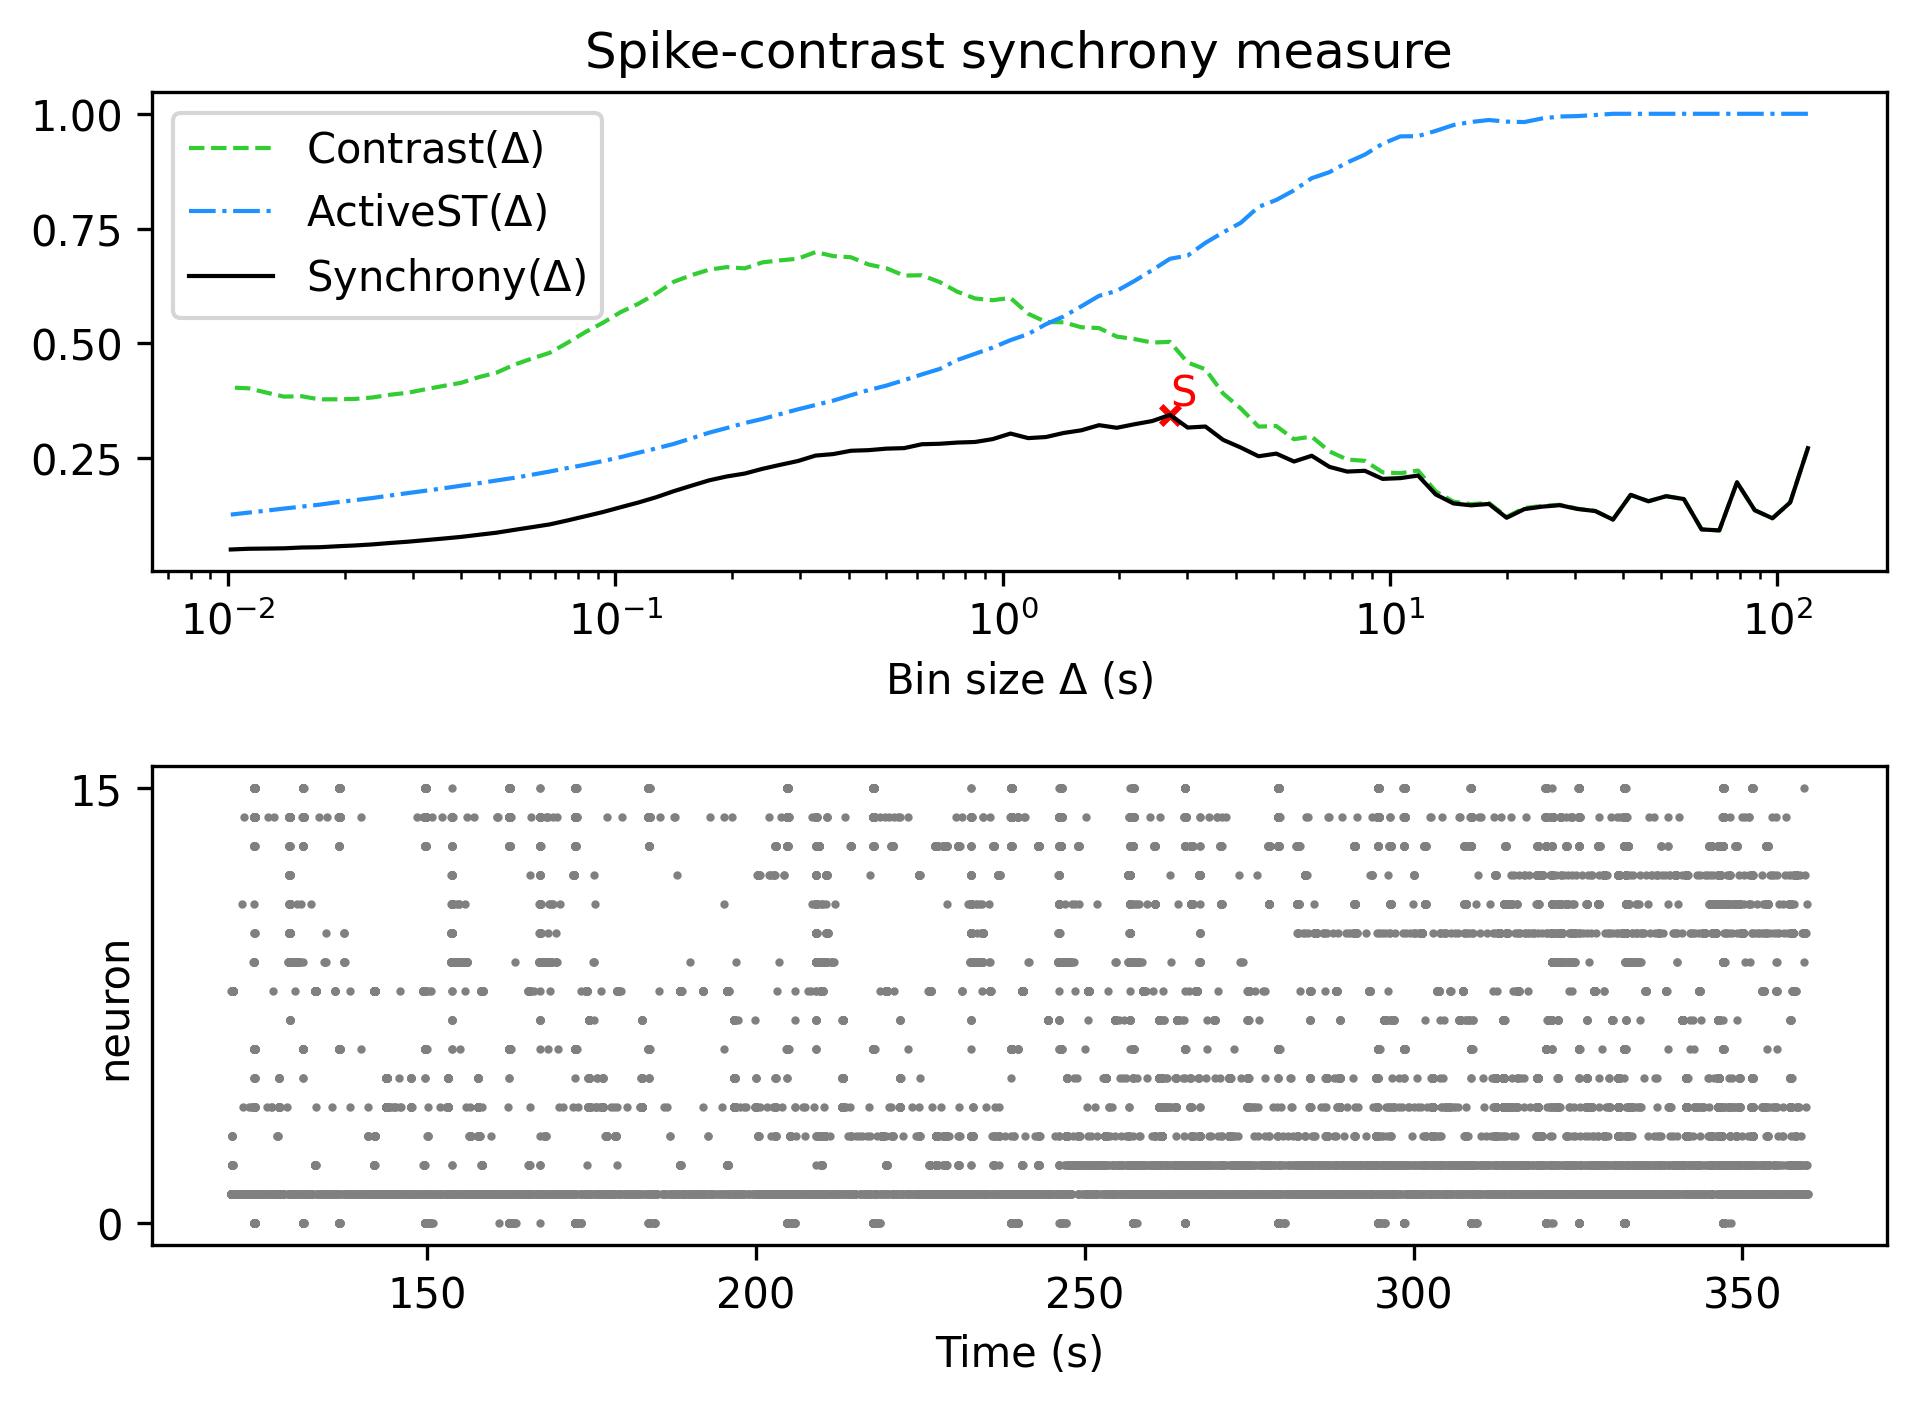 Spike-contrast synchrony measure
1.00
0.75
0.50
0.25
Contrast(Δ)
ActiveST(Δ)
Synchrony(Δ)
S
10⁻² 10⁻¹ 10⁰ 10¹ 10²
Bin size Δ (s)
15
0
neuron
150 200 250 300 350
Time (s)